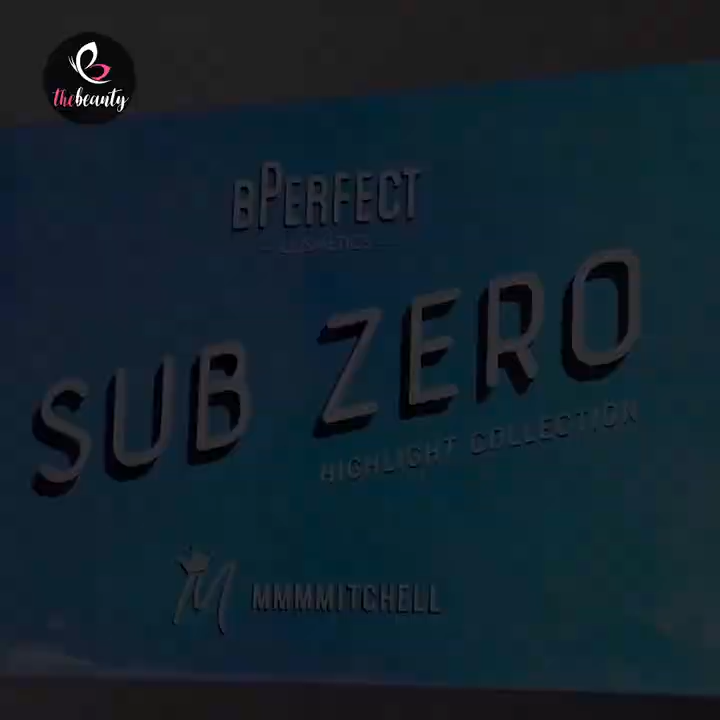 thebeauty
BPERFECT
COSMETICS
SUB ZERO
HIGHLIGHT COLLECTION
M MMMMITCHELL